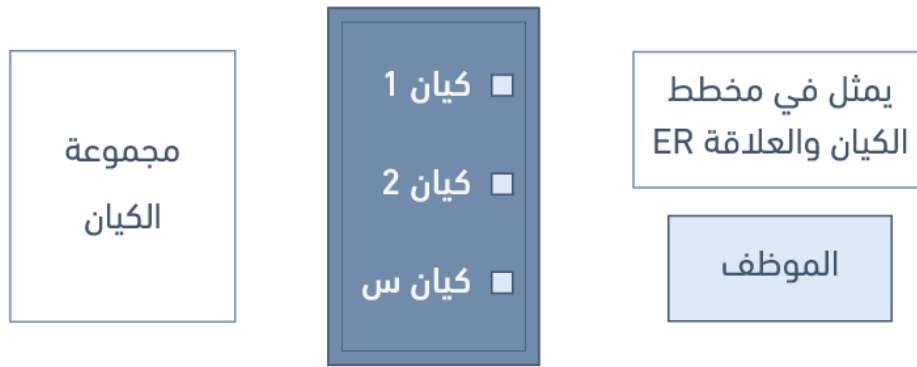 يمثل في مخطط
الكيان والعلاقة ER
الموظف
كيان 1
كيان 2
كيان س
مجموعة
الكيان